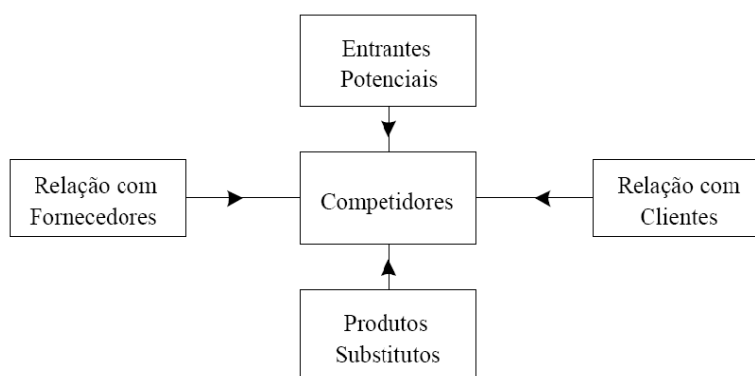 Entrantes
Potenciais
Relação com
Fornecedores
Competidores
Relação com
Clientes
Produtos
Substitutos